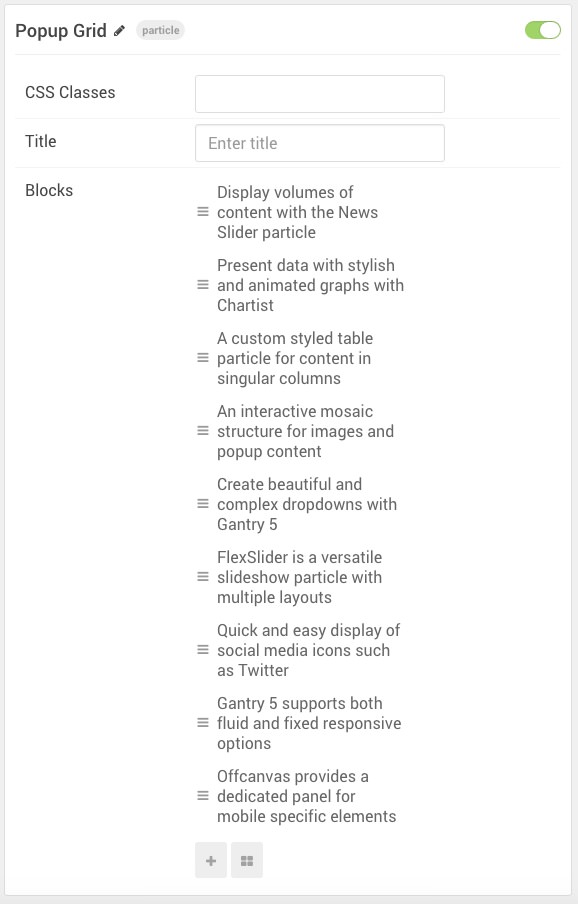 Popup Grid particle
CSS Classes
Title Enter title
Blocks
Display volumes of
content with the News
Slider particle
Present data with stylish
and animated graphs with
Chartist
A custom styled table
particle for content in
singular columns
An interactive mosaic
structure for images and
popup content
Create beautiful and
complex dropdowns with
Gantry 5
FlexSlider is a versatile
slideshow particle with
multiple layouts
Quick and easy display of
social media icons such
as Twitter
Gantry 5 supports both
fluid and fixed responsive
options
Offcanvas provides a
dedicated panel for
mobile specific elements